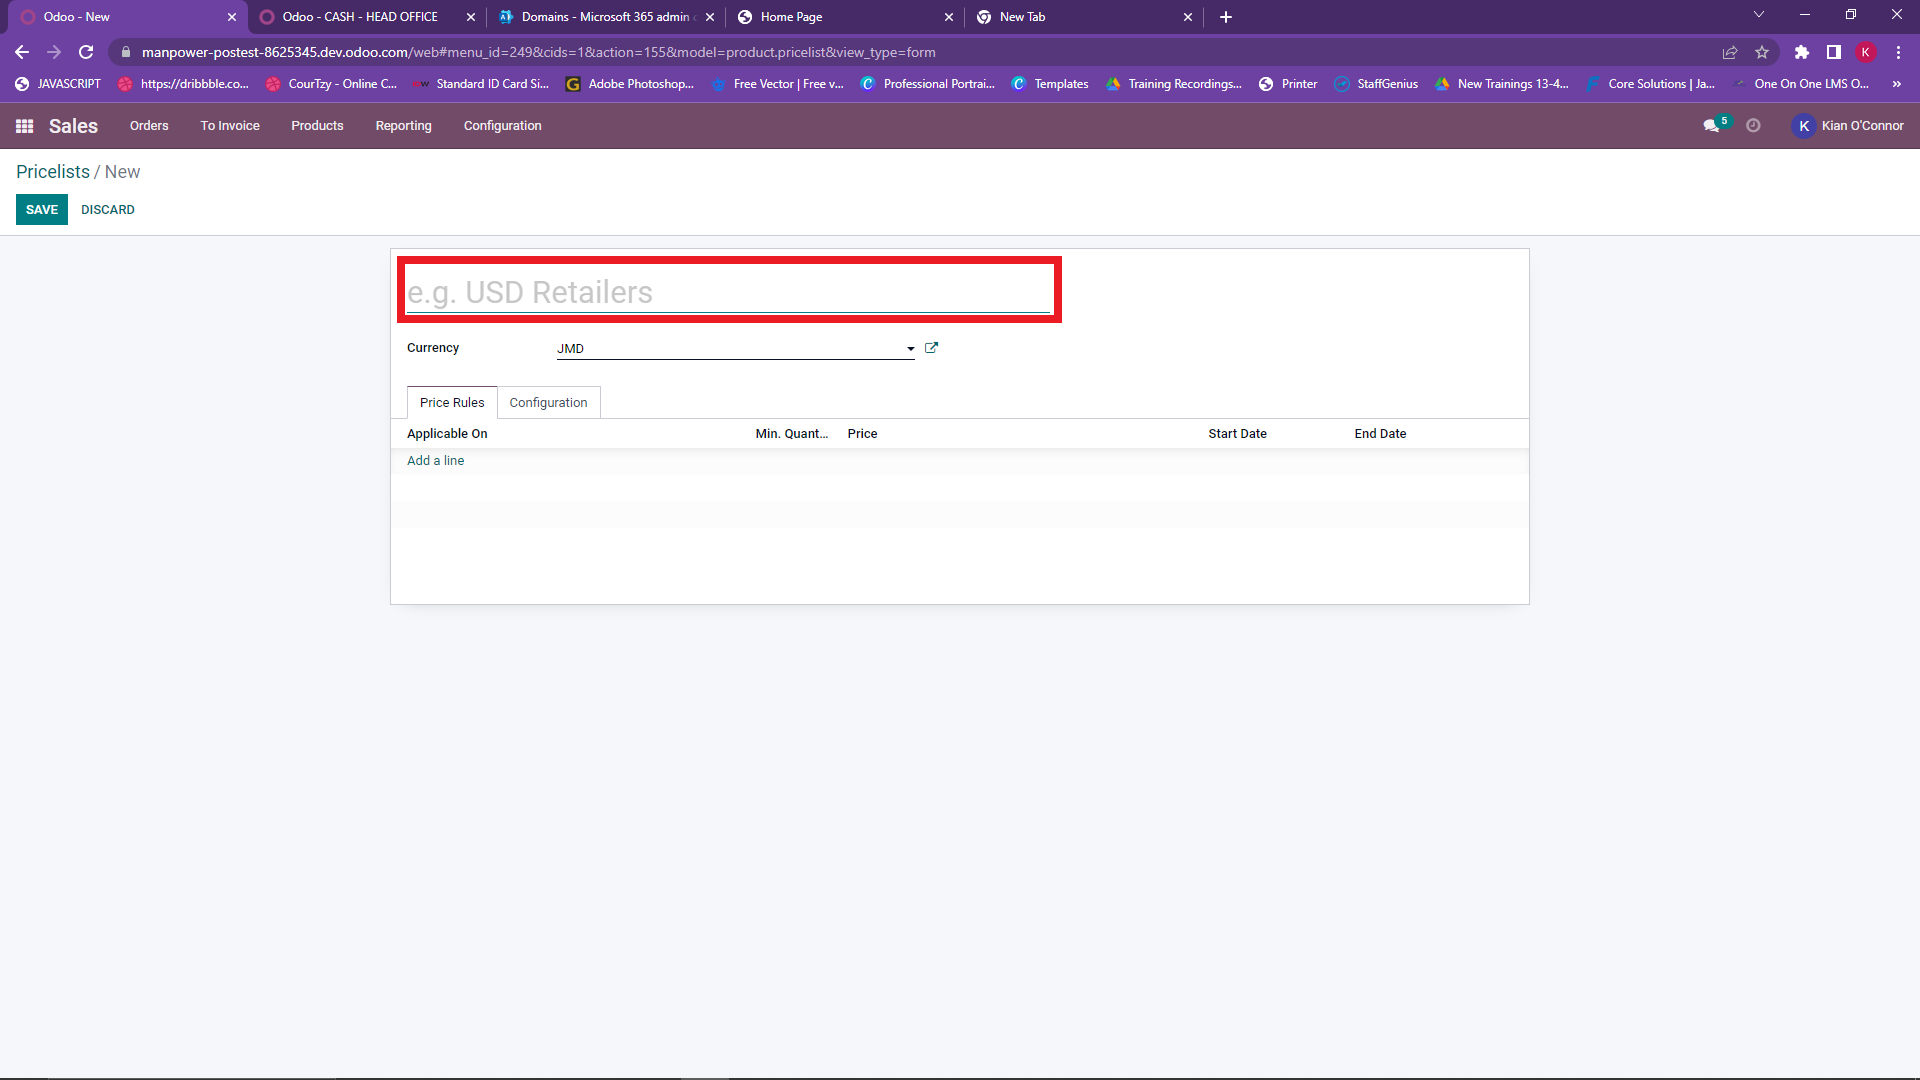 Odoo - New
Odoo - CASH - HEAD OFFICE
Domains - Microsoft 365 admin
Home Page
New Tab
manpower-postest-8625345.dev.odoo.com/web#menu_id=249&cids=1&action=155&model=product.pricelist&view_type=form
K
JAVASCRIPT
https://dribbble.co...
CourTzy - Online C...
Standard ID Card Si...
Adobe Photoshop...
Free Vector | Free v...
Professional Portrai...
Templates
Training Recordings...
Printer
StaffGenius
New Trainings 13-4...
Core Solutions | Ja...
One On One LMS O...
»
Sales
Orders
To Invoice
Products
Reporting
Configuration
5
K
Kian O'Connor
Pricelists / New
SAVE
DISCARD
e.g. USD Retailers
Currency
JMD
Price Rules
Configuration
Applicable On
Min. Quant...
Price
Start Date
End Date
Add a line